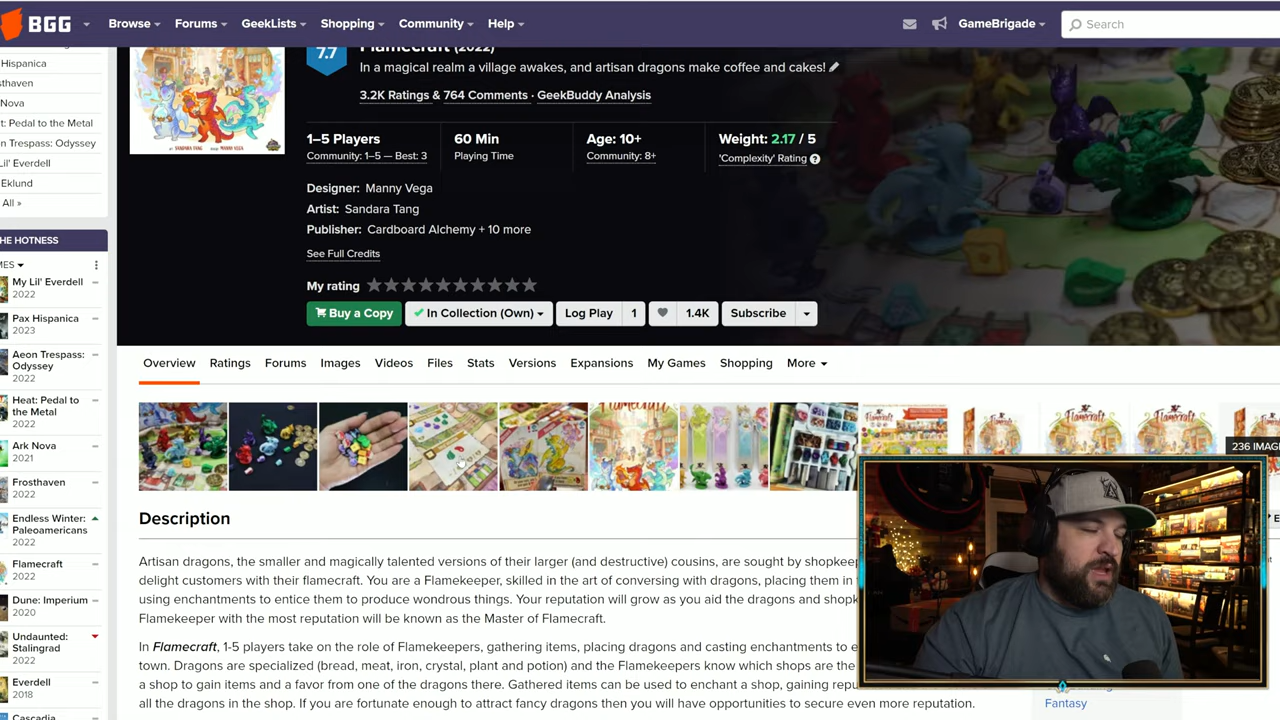 BGG
Browse
Forums
GeekLists
Shopping
Community
Help
GameBrigade
Search
Hispanica
sthaven
Nova
t: Pedal to the Metal
n Trespass: Odyssey
Lil' Everdell
Eklund
All »
HE HOTNESS
MES
My Lil' Everdell
2022
Pax Hispanica
2023
Aeon Trespass:
Odyssey
2022
Heat: Pedal to
the Metal
2022
Ark Nova
2021
Frosthaven
2022
Endless Winter:
Paleoamericans
2022
Flamecraft
2022
Dune: Imperium
2020
Undaunted:
Stalingrad
2022
Everdell
2018
Cascadia
SANDARA TANG
MANNY VEGA
7.7
Flamecraft (2022)
In a magical realm a village awakes, and artisan dragons make coffee and cakes!
3.2K Ratings & 764 Comments · GeekBuddy Analysis
1–5 Players
Community: 1–5 — Best: 3
60 Min
Playing Time
Age: 10+
Community: 8+
Weight: 2.17 / 5
'Complexity' Rating
Designer: Manny Vega
Artist: Sandara Tang
Publisher: Cardboard Alchemy + 10 more
See Full Credits
My rating
Buy a Copy
In Collection (Own)
Log Play
1
1.4K
Subscribe
Overview
Ratings
Forums
Images
Videos
Files
Stats
Versions
Expansions
My Games
Shopping
More
Flamecraft
Flamecraft
Flamecraft
Flamecraft
236 IMAG
Description
Artisan dragons, the smaller and magically talented versions of their larger (and destructive) cousins, are sought by shopkeep
delight customers with their flamecraft. You are a Flamekeeper, skilled in the art of conversing with dragons, placing them in
using enchantments to entice them to produce wondrous things. Your reputation will grow as you aid the dragons and shopk
Flamekeeper with the most reputation will be known as the Master of Flamecraft.
In Flamecraft, 1-5 players take on the role of Flamekeepers, gathering items, placing dragons and casting enchantments to e
town. Dragons are specialized (bread, meat, iron, crystal, plant and potion) and the Flamekeepers know which shops are the
a shop to gain items and a favor from one of the dragons there. Gathered items can be used to enchant a shop, gaining repu
all the dragons in the shop. If you are fortunate enough to attract fancy dragons then you will have opportunities to secure even more reputation.
Fantasy